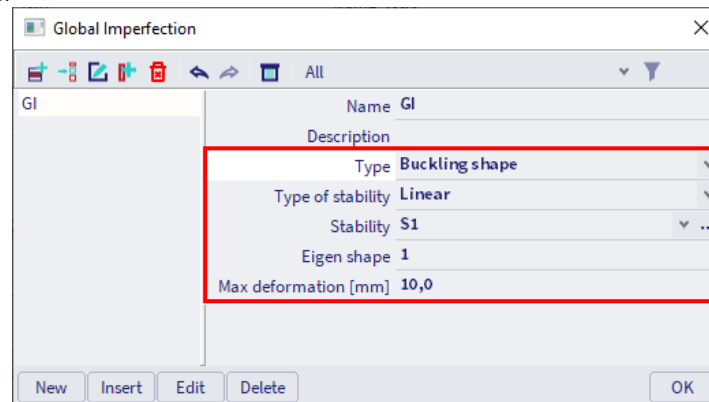 Global Imperfection
All
GI
Name GI
Description
Type Buckling shape
Type of stability Linear
Stability S1
Eigen shape 1
Max deformation [mm] 10,0
New Insert Edit Delete OK